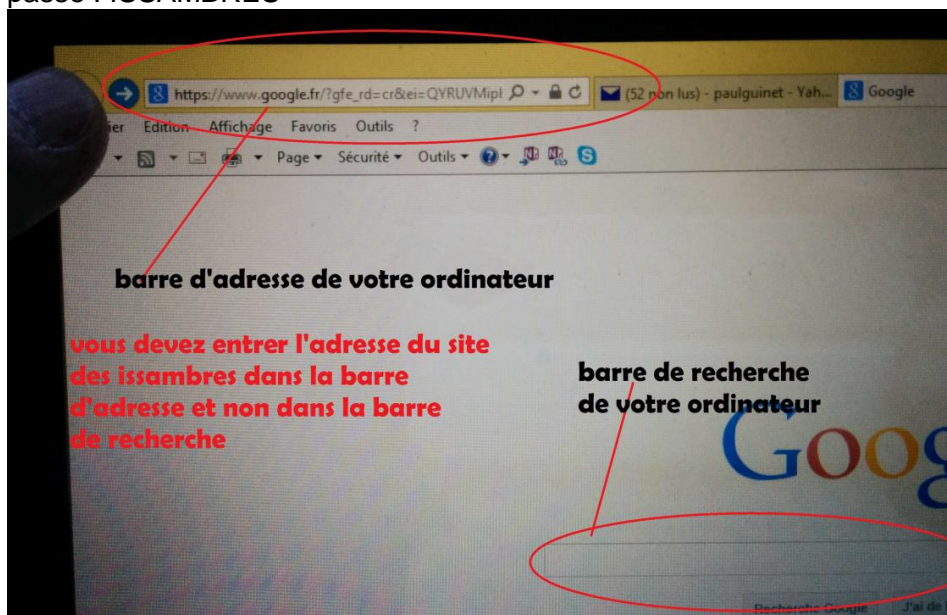 https://www.google.fr/?gfe_rd=cr&ei=QYRUVMipl
(52 non lus) - paulguinet - Yah...
Google
Edition Affichage Favoris Outils ?
Page Sécurité Outils
barre d'adresse de votre ordinateur
vous devez entrer l'adresse du site
des issambres dans la barre
d'adresse et non dans la barre
de recherche
barre de recherche
de votre ordinateur
Goog
Recherche Google J'ai de